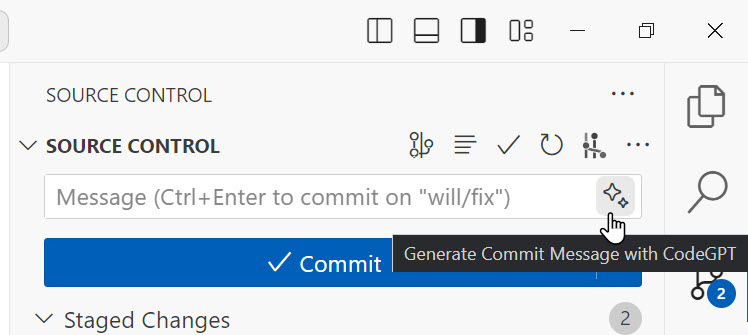 SOURCE CONTROL
SOURCE CONTROL
Message (Ctrl+Enter to commit on "will/fix")
Generate Commit Message with CodeGPT
Commit
2
Staged Changes
2